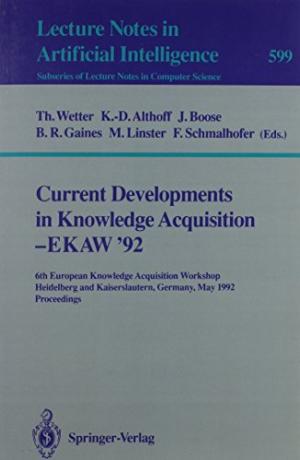 Lecture Notes in
Artificial Intelligence 599
Subseries of Lecture Notes in Computer Science
Th. Wetter K.-D. Althoff J. Boose
B. R. Gaines M. Linster F. Schmalhofer (Eds.)
Current Developments
in Knowledge Acquisition
–EKAW '92
6th European Knowledge Acquisition Workshop
Heidelberg and Kaiserslautern, Germany, May 1992
Proceedings
Springer-Verlag